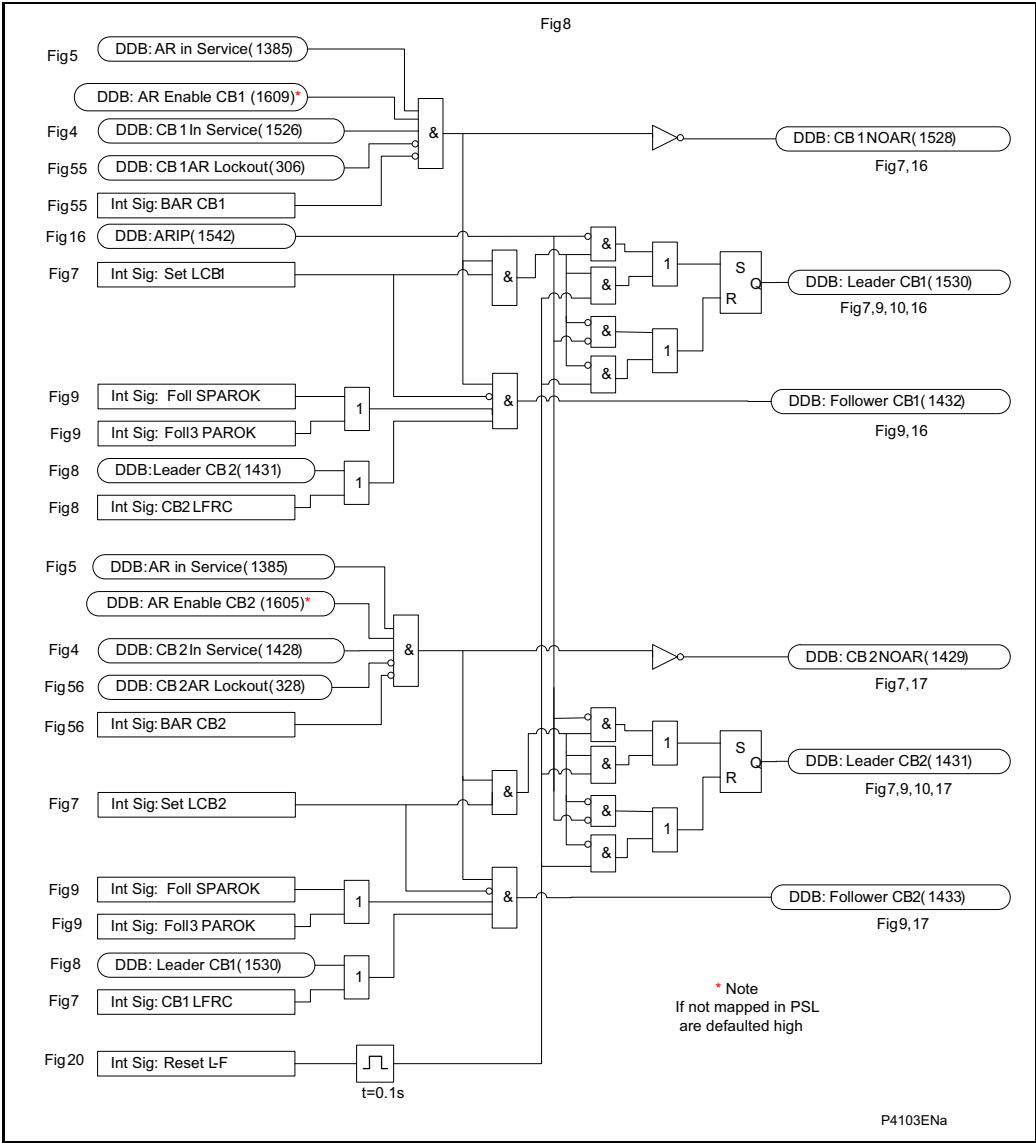 Fig8
Fig5 DDB: AR in Service(1385)
DDB: AR Enable CB1 (1609)*
Fig4 DDB: CB1 In Service(1526)
&
DDB: CB1NOAR(1528)
Fig55 DDB: CB1AR Lockout(306)
Fig7,16
Fig55 Int Sig: BAR CB1
Fig16 DDB: ARIP(1542)
&
1
Fig7 Int Sig: Set LCB1
&
&
S
Q
R
DDB: Leader CB1(1530)
Fig7,9,10,16
&
1
&
Fig9 Int Sig: Foll SPAROK
1
&
DDB: Follower CB1(1432)
Fig9 Int Sig: Foll3 PAROK
Fig9,16
Fig8 DDB:Leader CB2(1431)
1
Fig8 Int Sig: CB2 LFRC
Fig5 DDB:AR in Service(1385)
DDB: AR Enable CB2 (1605)*
Fig4 DDB: CB2In Service(1428)
&
DDB: CB2NOAR(1429)
Fig56 DDB: CB2AR Lockout(328)
Fig7,17
Fig56 Int Sig: BAR CB2
&
1
&
S
Q
R
DDB: Leader CB2(1431)
Fig7,9,10,17
Fig7 Int Sig: Set LCB2
&
&
1
&
Fig9 Int Sig: Foll SPAROK
1
&
DDB: Follower CB2(1433)
Fig9 Int Sig: Foll3 PAROK
Fig9,17
Fig8 DDB: Leader CB1(1530)
1
Fig7 Int Sig: CB1 LFRC
* Note
If not mapped in PSL
are defaulted high
Fig20 Int Sig: Reset L-F
t=0.1s
P4103ENa